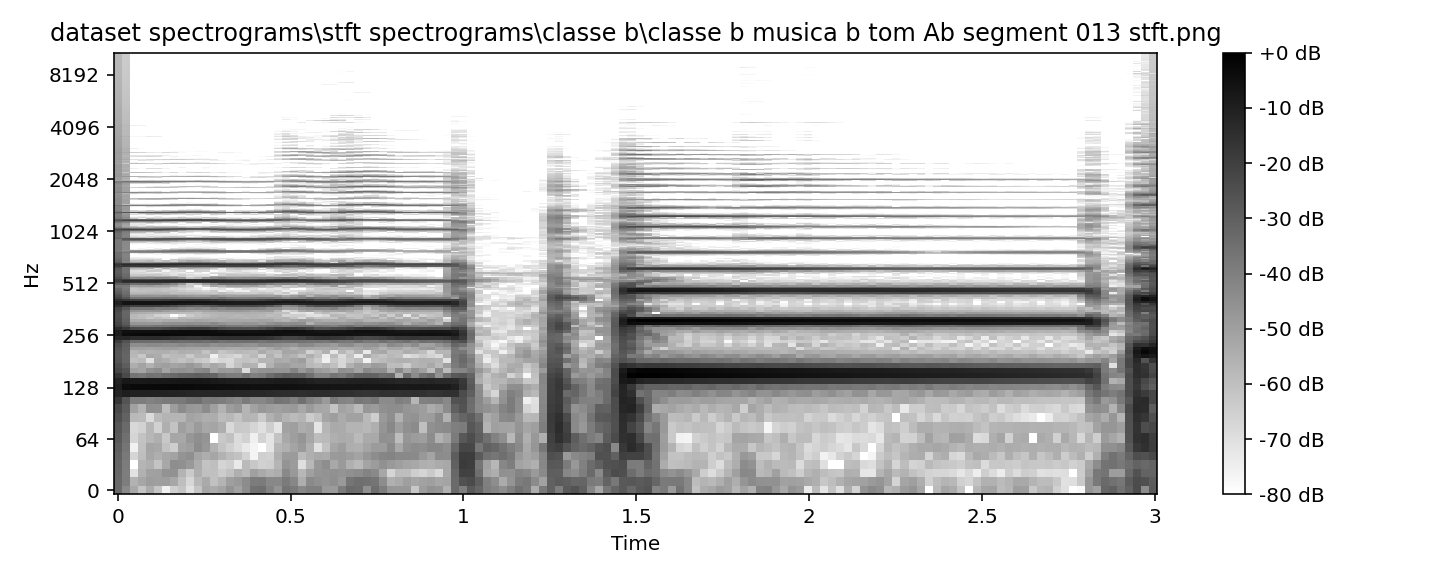 dataset spectrograms\stft spectrograms\classe b\classe b musica b tom Ab segment 013 stft.png
8192
4096
2048
1024
512
256
128
64
0
Hz
0
0.5
1
1.5
2
2.5
3
Time
+0 dB
-10 dB
-20 dB
-30 dB
-40 dB
-50 dB
-60 dB
-70 dB
-80 dB